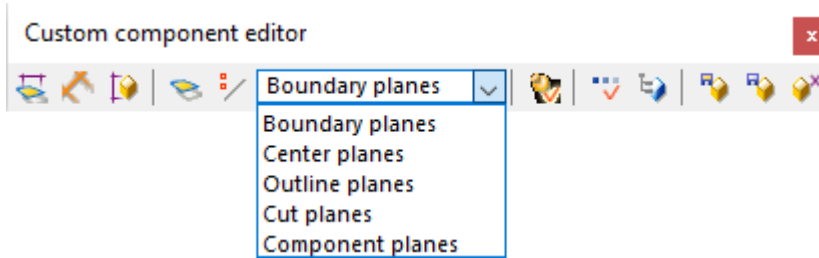 Custom component editor
x
Boundary planes
Boundary planes
Center planes
Outline planes
Cut planes
Component planes